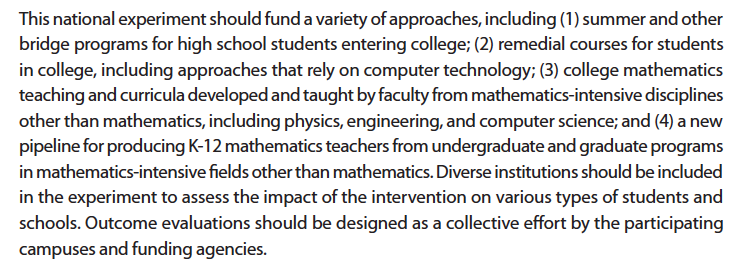 This national experiment should fund a variety of approaches, including (1) summer and other
bridge programs for high school students entering college; (2) remedial courses for students
in college, including approaches that rely on computer technology; (3) college mathematics
teaching and curricula developed and taught by faculty from mathematics-intensive disciplines
other than mathematics, including physics, engineering, and computer science; and (4) a new
pipeline for producing K-12 mathematics teachers from undergraduate and graduate programs
in mathematics-intensive fields other than mathematics. Diverse institutions should be included
in the experiment to assess the impact of the intervention on various types of students and
schools. Outcome evaluations should be designed as a collective effort by the participating
campuses and funding agencies.